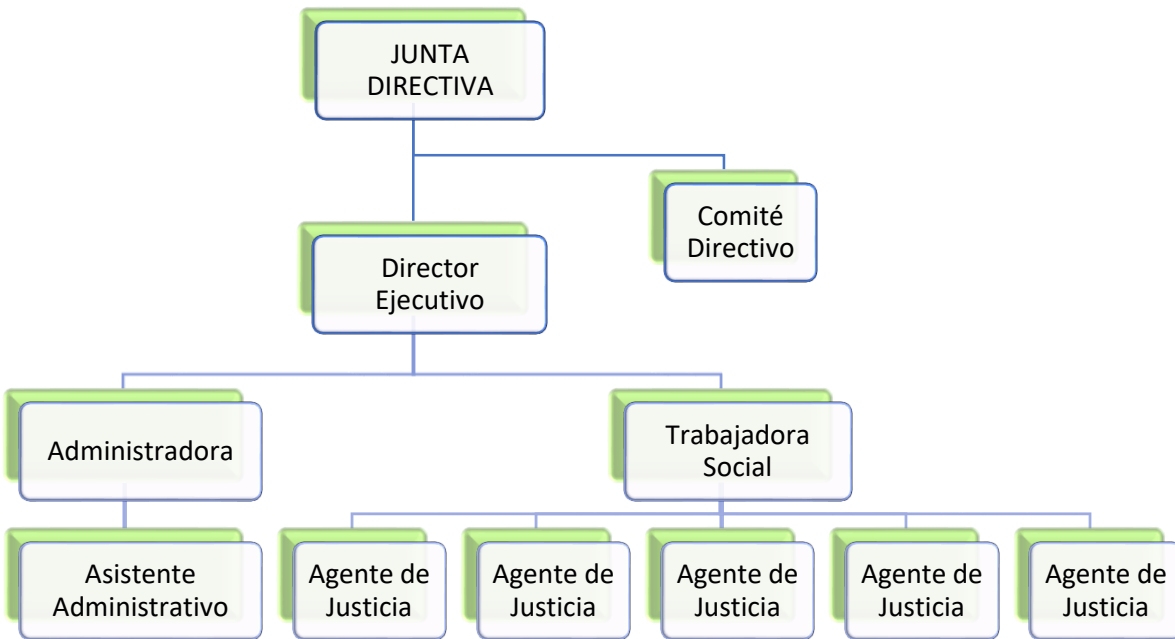 JUNTA
DIRECTIVA
Comité
Directivo
Director
Ejecutivo
Administradora
Trabajadora
Social
Asistente
Administrativo
Agente de
Justicia
Agente de
Justicia
Agente de
Justicia
Agente de
Justicia
Agente de
Justicia